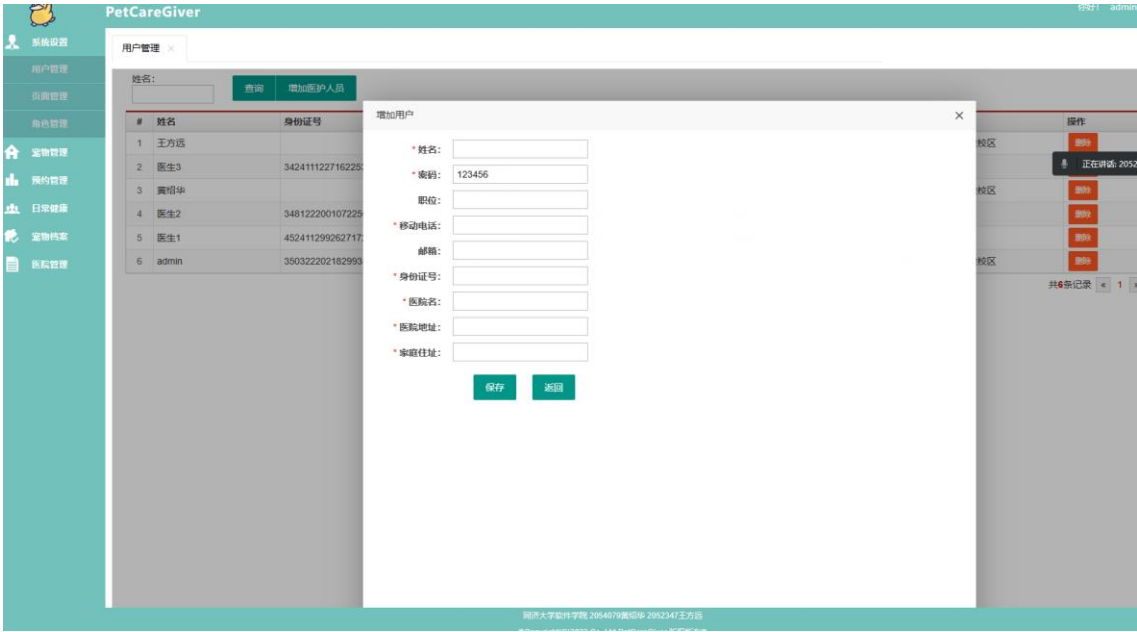 PetCareGiver
你好! admin
系统设置
用户管理 ×
用户管理
姓名:
查询 增加医护人员
页面管理
角色管理
宠物管理
预约管理
日常健康
宠物档案
医院管理
# 姓名 身份证号 操作
1 王方远 校区 删除
2 医生3 3424111227162253
正在讲话: 2052
3 黄绍华 校区 删除
4 医生2 3481222001072250 删除
5 医生1 452411299262717 删除
6 admin 350322202182993 校区 删除
共6条记录 « 1
增加用户 ×
* 姓名:
* 密码: 123456
职位:
* 移动电话:
邮箱:
* 身份证号:
* 医院名:
* 医院地址:
* 家庭住址:
保存 返回
同济大学软件学院 2054079黄绍华 2052347王方远